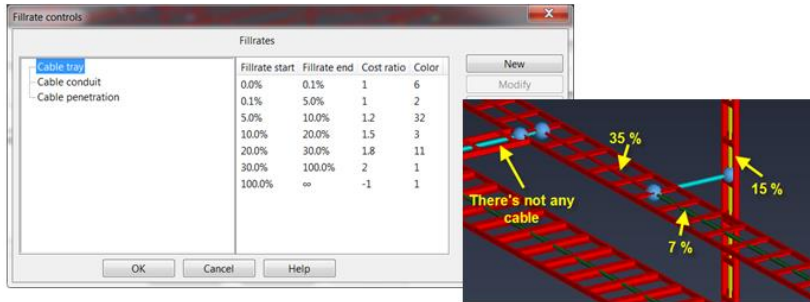 Fillrate controls
Fillrates
Cable tray
Cable conduit
Cable penetration
Fillrate start Fillrate end Cost ratio Color
0.0% 0.1% 1 6
0.1% 5.0% 1 2
5.0% 10.0% 1.2 32
10.0% 20.0% 1.5 3
20.0% 30.0% 1.8 11
30.0% 100.0% 2 1
100.0% ∞ -1 1
New
Modify
OK Cancel Help
35 %
15 %
There's not any
cable
7 %